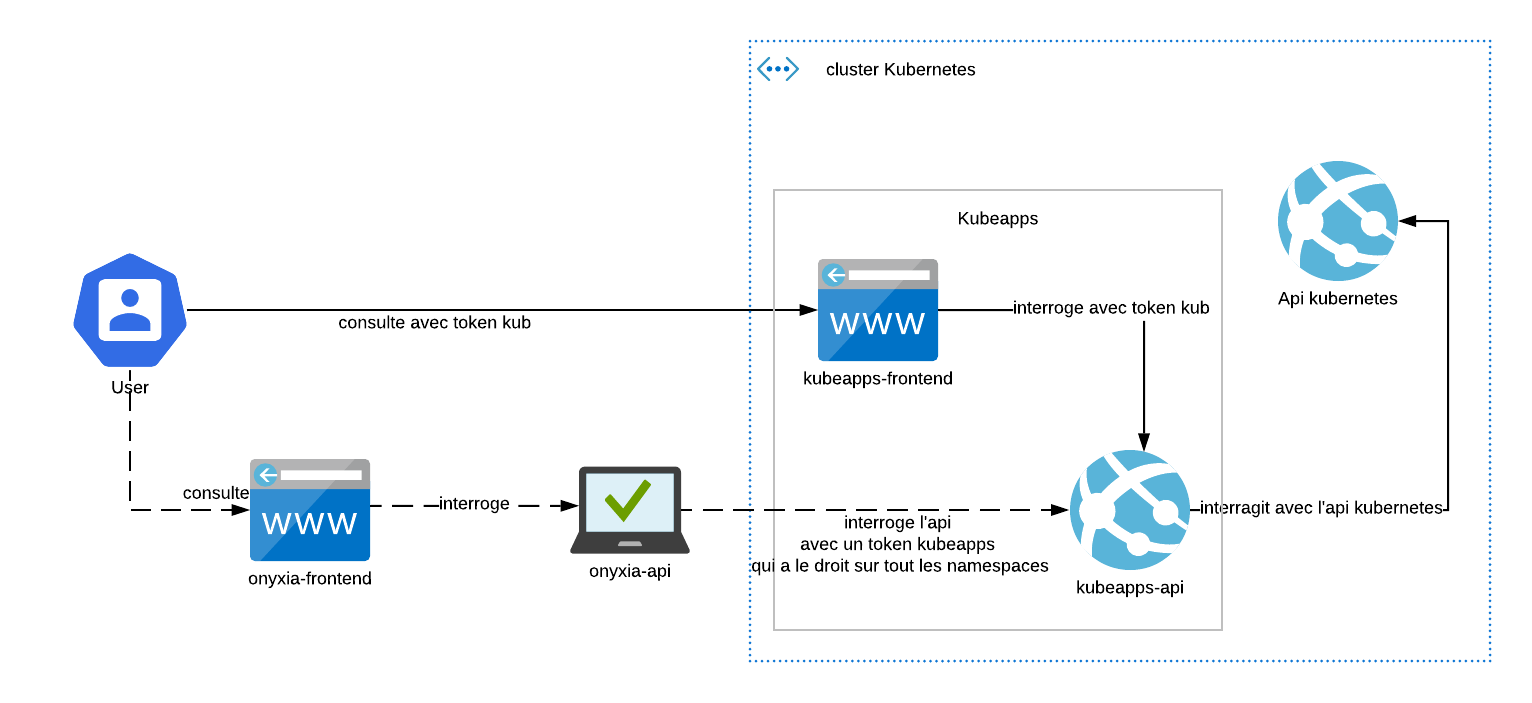 cluster Kubernetes
Kubeapps
Api kubernetes
WWW
kubeapps-frontend
consulte avec token kub
interroge avec token kub
User
consulte
WWW
onyxia-frontend
interroge
onyxia-api
interroge l'api
avec un token kubeapps
qui a le droit sur tout les namespaces
kubeapps-api
interragit avec l'api kubernetes